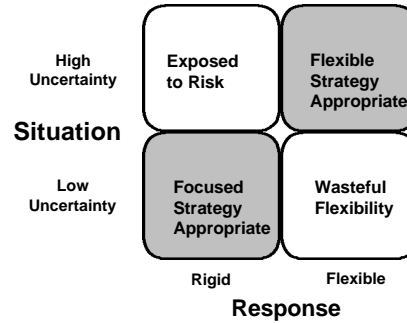 High
Uncertainty
Exposed
to Risk
Flexible
Strategy
Appropriate
Situation
Low
Uncertainty
Focused
Strategy
Appropriate
Wasteful
Flexibility
Rigid
Flexible
Response